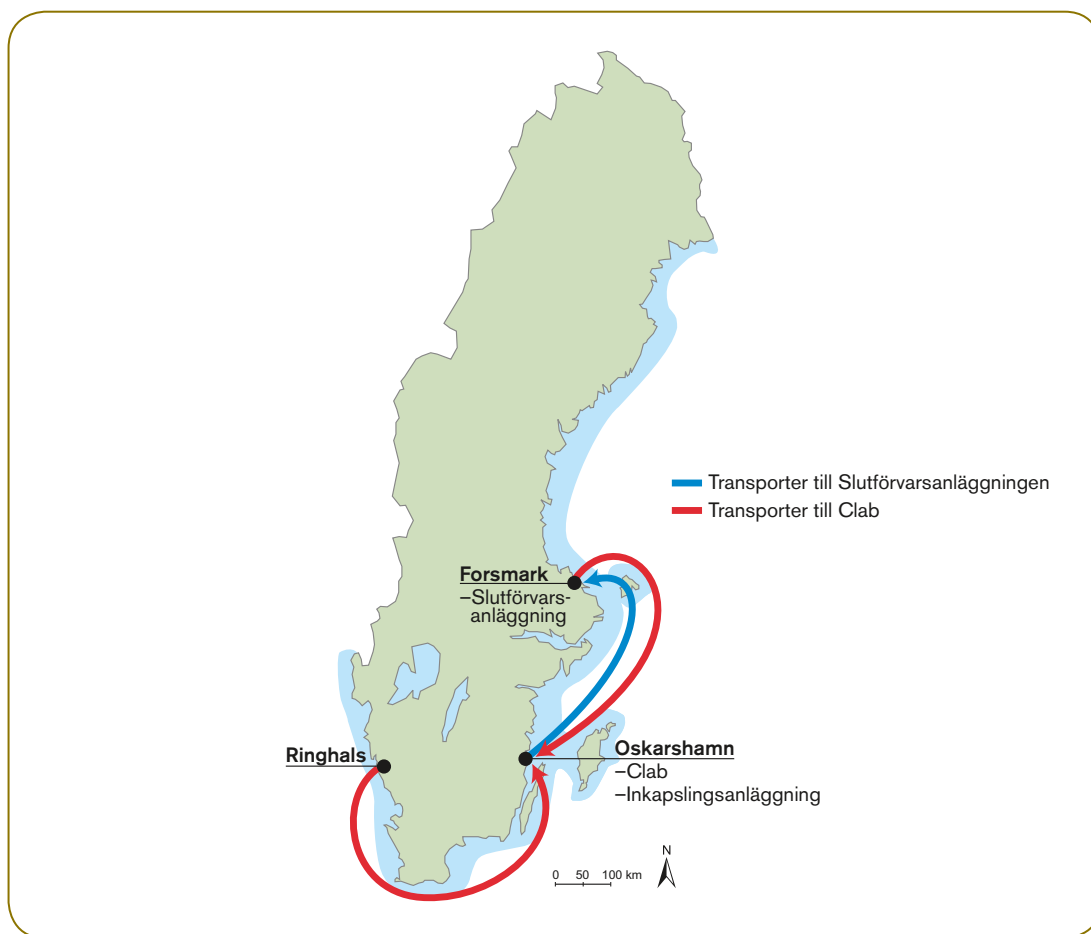 Transporter till Slutförvarsanläggningen
Transporter till Clab
Forsmark
–Slutförvars-
anläggning
Ringhals
Oskarshamn
–Clab
–Inkapslingsanläggning
N
0 50 100 km